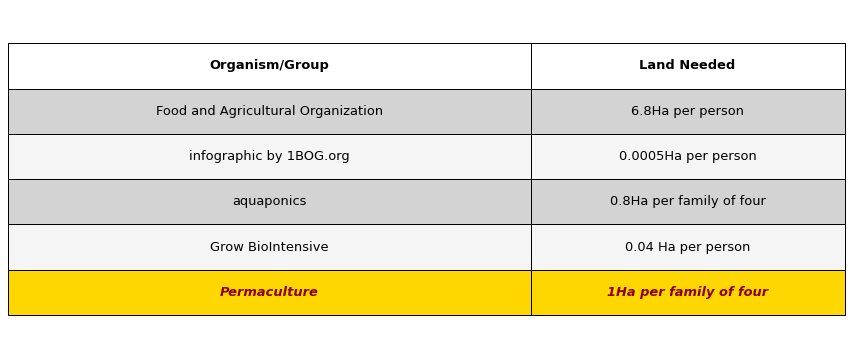 Organism/Group Land Needed
Food and Agricultural Organization 6.8Ha per person
infographic by 1BOG.org 0.0005Ha per person
aquaponics 0.8Ha per family of four
Grow BioIntensive 0.04 Ha per person
Permaculture 1Ha per family of four